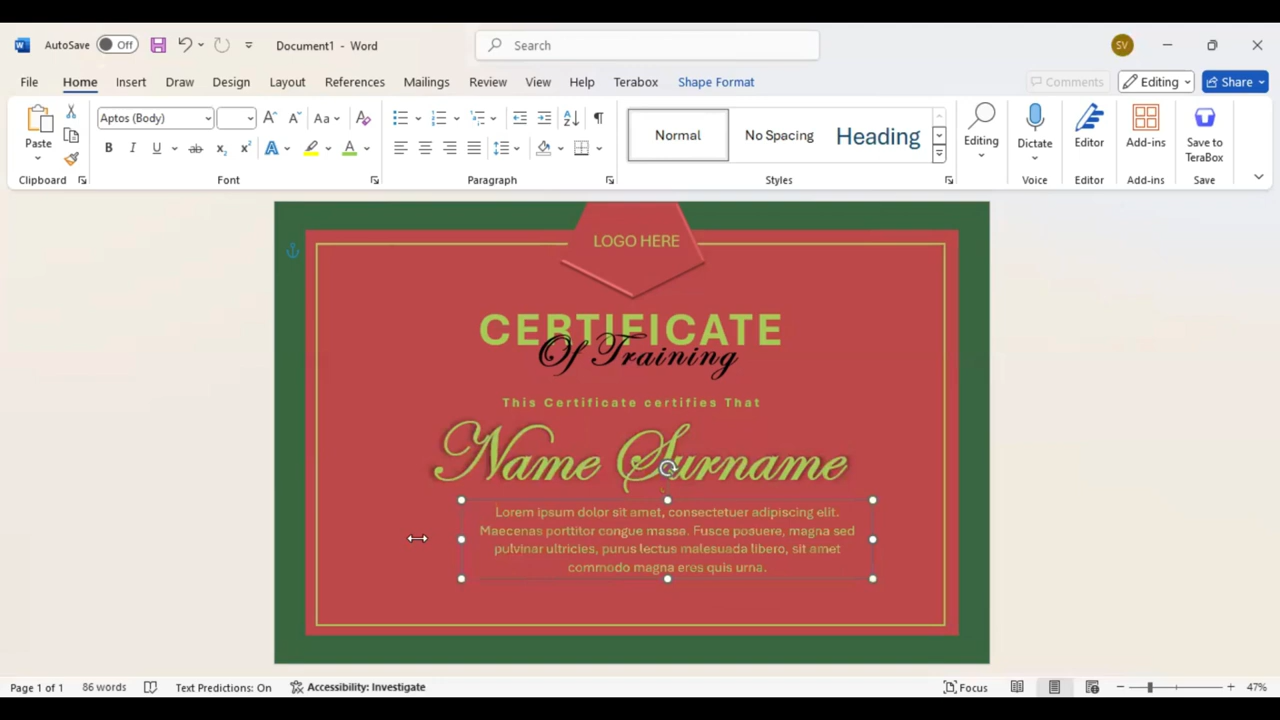 AutoSave Off Document1 - Word Search SV
File Home Insert Draw Design Layout References Mailings Review View Help Terabox Shape Format Comments Editing Share
Paste Aptos (Body) Aa Normal No Spacing Heading Editing Dictate Editor Add-ins Save to TeraBox
Clipboard Font Paragraph Styles Voice Editor Add-ins Save
LOGO HERE
CERTIFICATE
Of Training
This Certificate certifies That
Name Surname
Lorem ipsum dolor sit amet, consectetuer adipiscing elit.
Maecenas porttitor congue massa. Fusce posuere, magna sed
pulvinar ultricies, purus lectus malesuada libero, sit amet
commodo magna eros quis urna.
Page 1 of 1 86 words Text Predictions: On Accessibility: Investigate Focus 47%